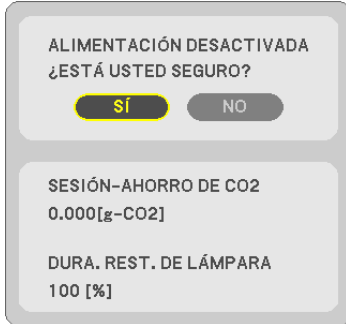 ALIMENTACIÓN DESACTIVADA
¿ESTÁ USTED SEGURO?
SÍ NO
SESIÓN-AHORRO DE CO2
0.000[g-CO2]
DURA. REST. DE LÁMPARA
100 [%]